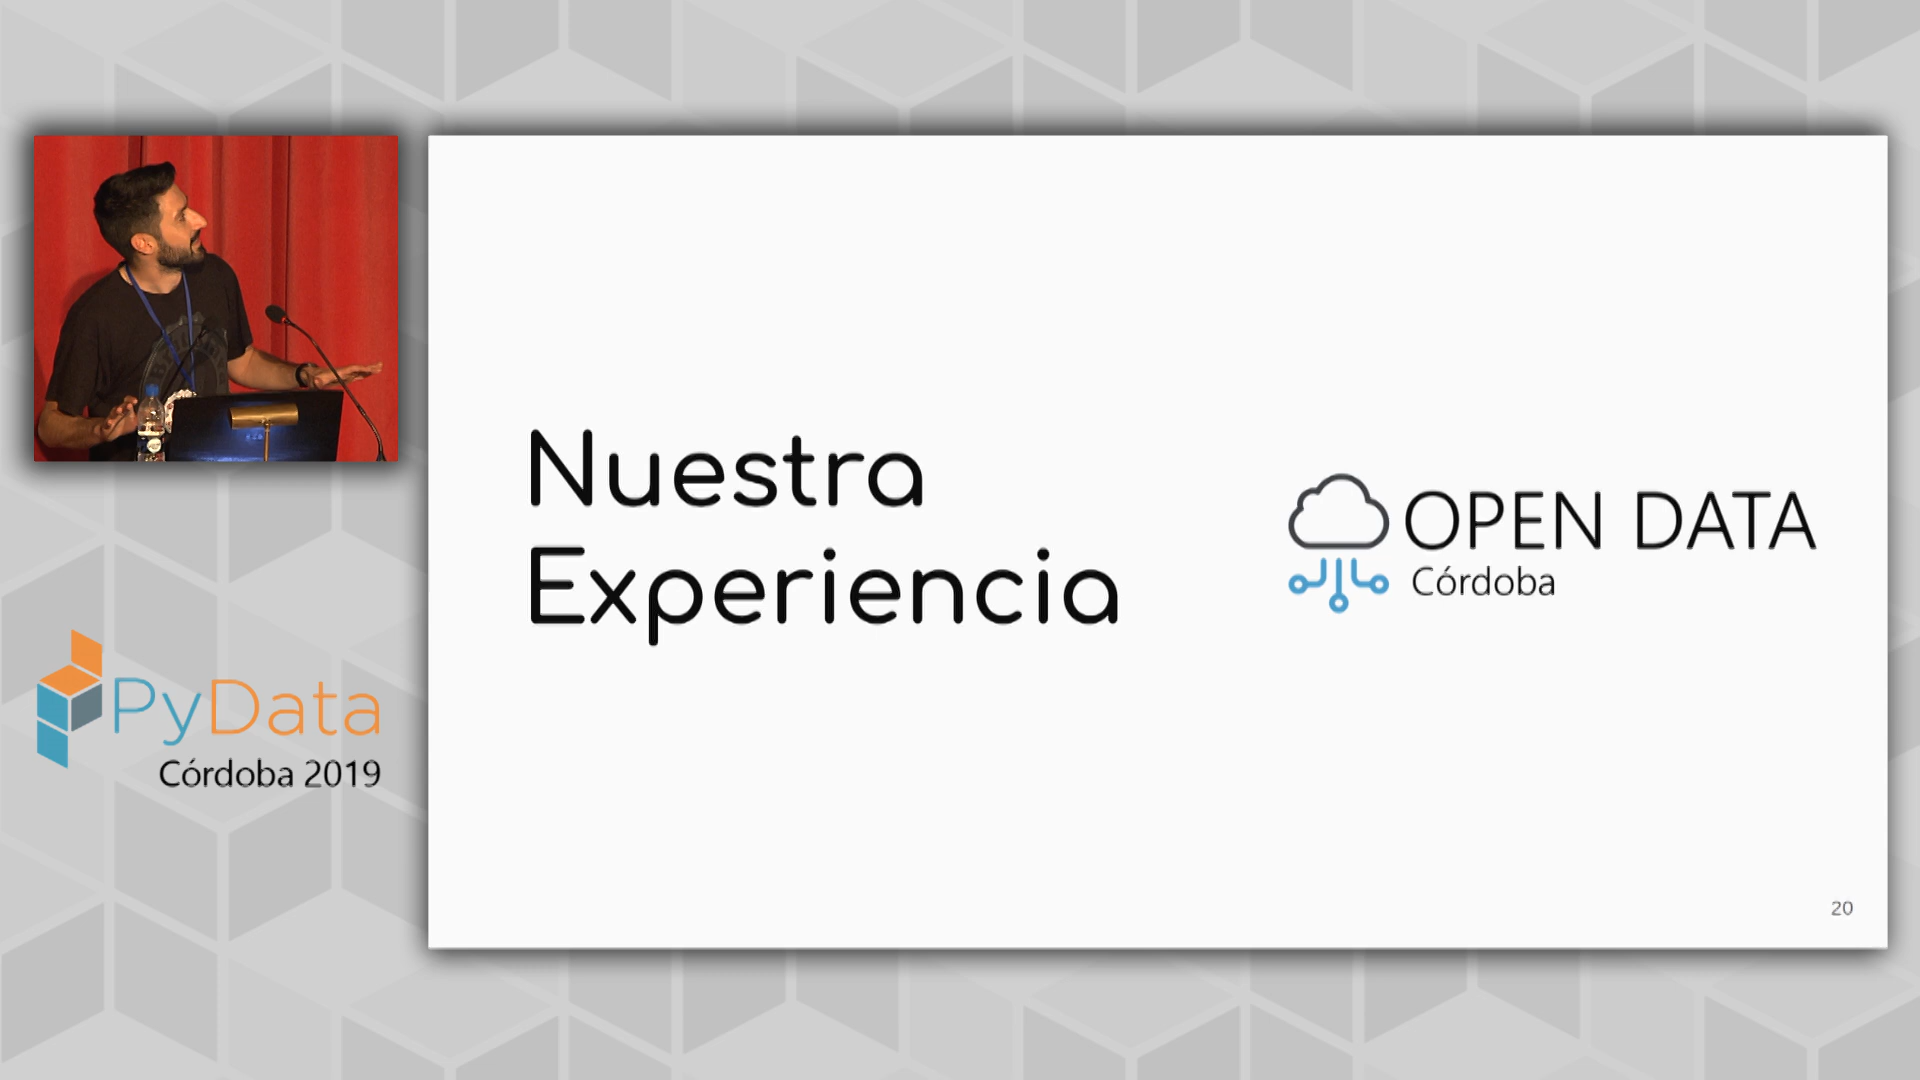 Nuestra
Experiencia
OPEN DATA
Córdoba
20
PyData
Córdoba 2019